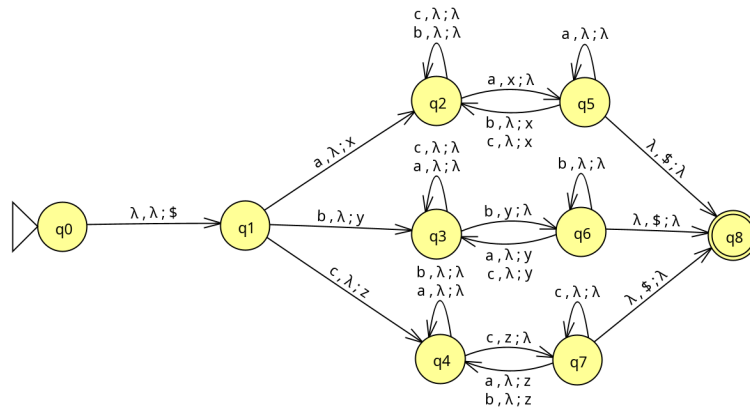 c,λ;λ
b,λ;λ
a,λ;λ
q2
a,x;λ
q5
b,λ;x
c,λ;x
a,λ;x
λ,$;λ
c,λ;λ
a,λ;λ
b,λ;λ
q0
λ,λ;$
q1
b,λ;y
q3
b,y;λ
q6
λ,$;λ
q8
a,λ;y
c,λ;y
c,λ;z
b,λ;λ
a,λ;λ
c,λ;λ
λ,$;λ
q4
c,z;λ
q7
a,λ;z
b,λ;z